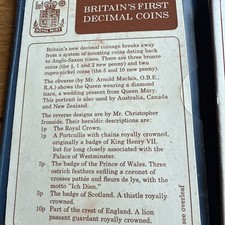 ROYAL MINT
BRITAIN'S FIRST
DECIMAL COINS
Britain's new decimal coinage breaks away
from a system of counting coins dating back
to Anglo-Saxon times. There are three bronze
coins (the ½, 1 and 2 new penny) and two
cupro-nickel coins (the 5 and 10 new penny).
The obverse (by Mr. Arnold Machin, O.B.E.,
R.A.) shows the Queen wearing a diamond
tiara, a wedding present from Queen Mary.
This portrait is also used by Australia, Canada
and New Zealand.
The reverse designs are by Mr. Christopher
Ironside. Their heraldic descriptions are:
½p The Royal Crown.
1p A Portcullis with chains royally crowned,
originally a badge of King Henry VII,
but for long closely associated with the
Palace of Westminster.
2p The badge of the Prince of Wales. Three
ostrich feathers enfiling a coronet of
crosses pattée and fleurs de lys, with the
motto "Ich Dien."
5p The badge of Scotland. A thistle royally
crowned.
10p Part of the crest of England. A lion
passant guardant royally crowned.
see overleaf